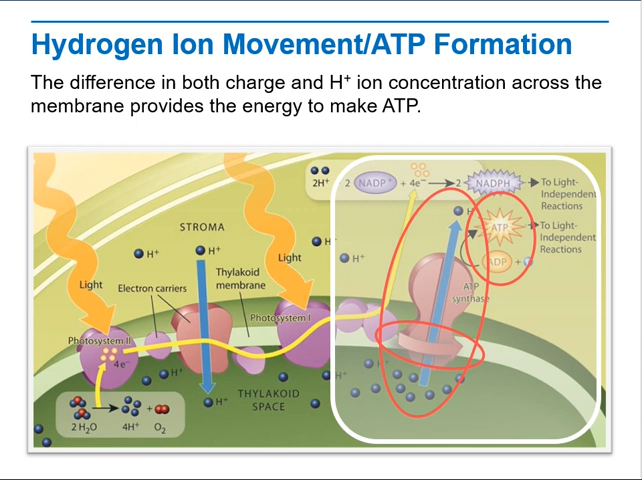 Hydrogen Ion Movement/ATP Formation
The difference in both charge and H⁺ ion concentration across the
membrane provides the energy to make ATP.
2H⁺
2 NADP⁺ + 4e⁻ → 2 NADPH
To Light-
Independent
Reactions
STROMA
H
ATP
To Light-
Independent
Reactions
H⁺
H⁺
H
H⁺
ADP +
Light
Electron carriers
Thylakoid
membrane
Light
ATP
synthase
Photosystem II
Photosystem I
4e⁻
H⁺
H⁺
H⁺
H⁺
THYLAKOID
SPACE
2 H₂O → 4H⁺ + O₂